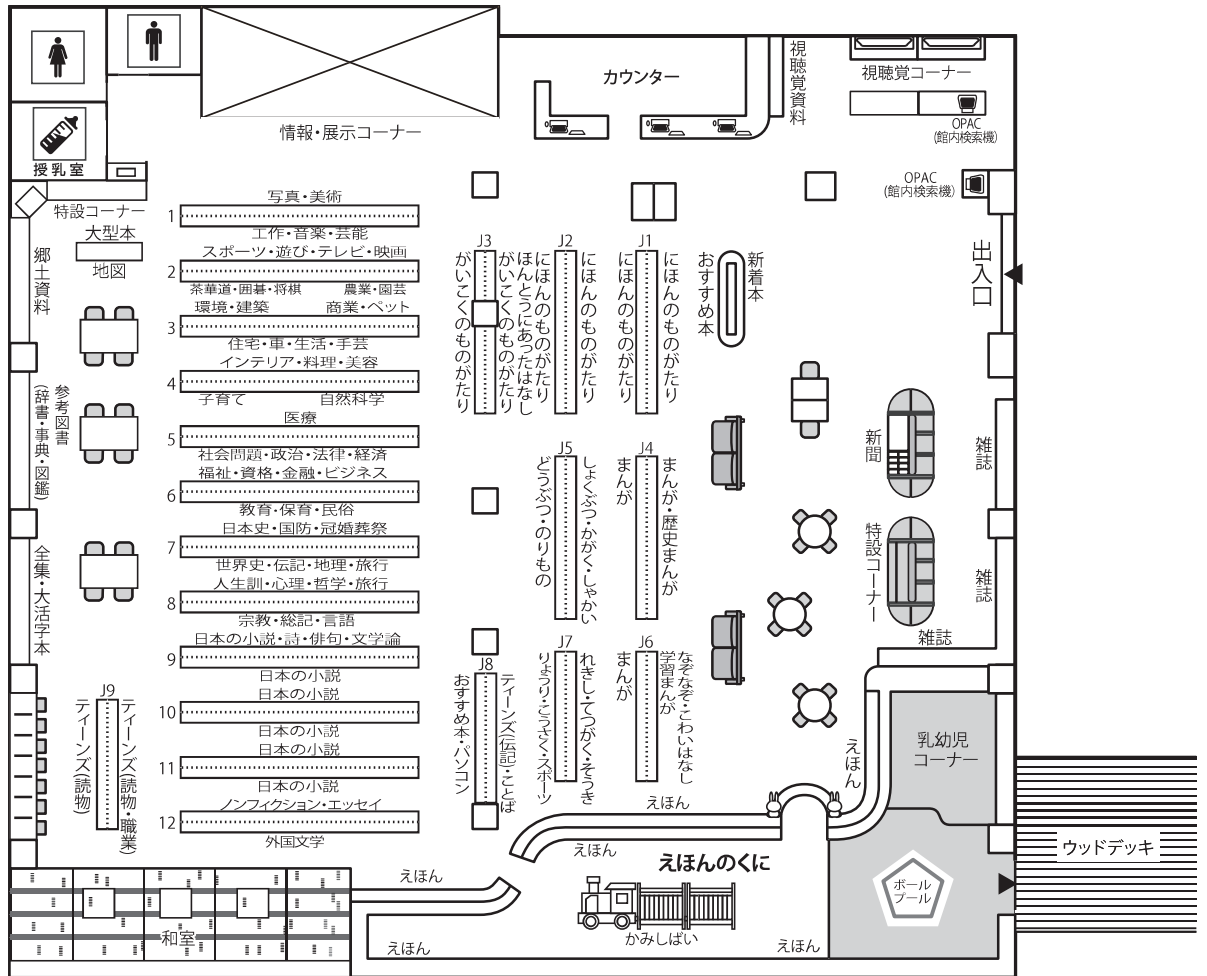 カウンター
視聴覚資料
視聴覚コーナー
OPAC
(館内検索機)
OPAC
(館内検索機)
情報・展示コーナー
授乳室
特設コーナー
大型本
地図
郷土資料
参考図書
(辞書・事典・図鑑)
全集・大活字本
写真・美術
1
工作・音楽・芸能
スポーツ・遊び・テレビ・映画
2
茶華道・囲碁・将棋
農業・園芸
環境・建築
商業・ペット
3
住宅・車・生活・手芸
インテリア・料理・美容
4
子育て
自然科学
医療
5
社会問題・政治・法律・経済
福祉・資格・金融・ビジネス
6
教育・保育・民俗
日本史・国防・冠婚葬祭
7
世界史・伝記・地理・旅行
人生訓・心理・哲学・旅行
8
宗教・総記・言語
日本の小説・詩・俳句・文学論
9
日本の小説
日本の小説
10
日本の小説
日本の小説
11
日本の小説
ノンフィクション・エッセイ
12
外国文学
J3
がいこくのものがたり
ほんとうにあったはなし
がいこくのものがたり
J2
にほんのものがたり
にほんのものがたり
J1
にほんのものがたり
にほんのものがたり
新着本
おすすめ本
出入口
J5
しょくぶつ・かがく・しゃかい
どうぶつ・のりもの
J4
まんが・歴史まんが
まんが
新聞
雑誌
特設コーナー
雑誌
雑誌
J7
れきし・てつがく・そうき
りょうり・こうさく・スポーツ
J6
なぞなぞ・こわいはなし
学習まんが
まんが
J8
ティーンズ(伝記)・ことば
おすすめ本・パソコン
J9
ティーンズ(読物・職業)
ティーンズ(読物)
えほん
えほん
えほん
乳幼児
コーナー
ウッドデッキ
えほんのくに
ボール
プール
かみしばい
えほん
えほん
えほん
和室